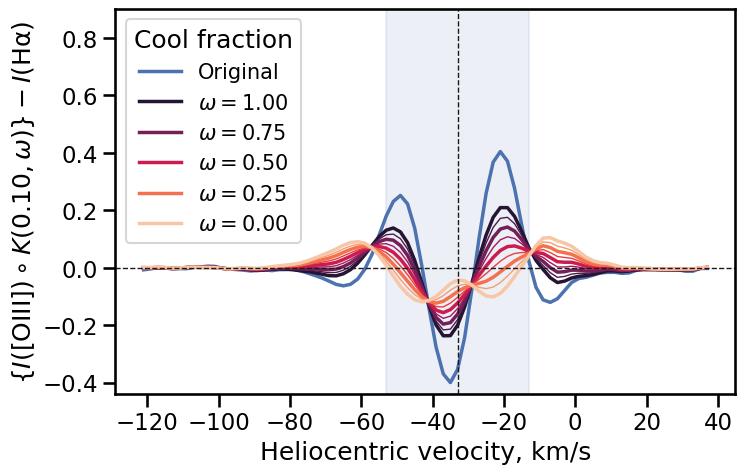 {I([OIII]) ∘ K(0.10, ω)} − I(Hα)
0.8
0.6
0.4
0.2
0.0
−0.2
−0.4
Cool fraction
Original
ω = 1.00
ω = 0.75
ω = 0.50
ω = 0.25
ω = 0.00
−120 −100 −80 −60 −40 −20 0 20 40
Heliocentric velocity, km/s